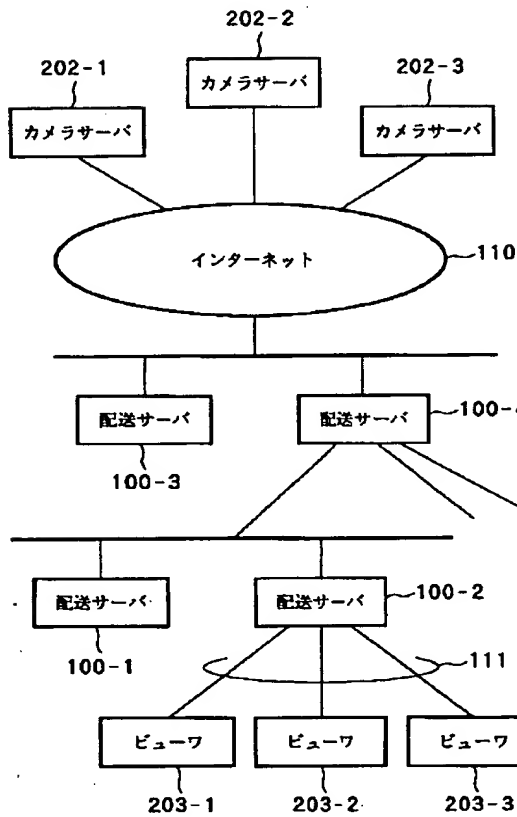 202-2
202-1
202-3
カメラサーバ
カメラサーバ
カメラサーバ
インターネット
110
配送サーバ
配送サーバ
100-3
配送サーバ
配送サーバ
100-2
100-1
111
ビューワ
ビューワ
ビューワ
203-1
203-2
203-3